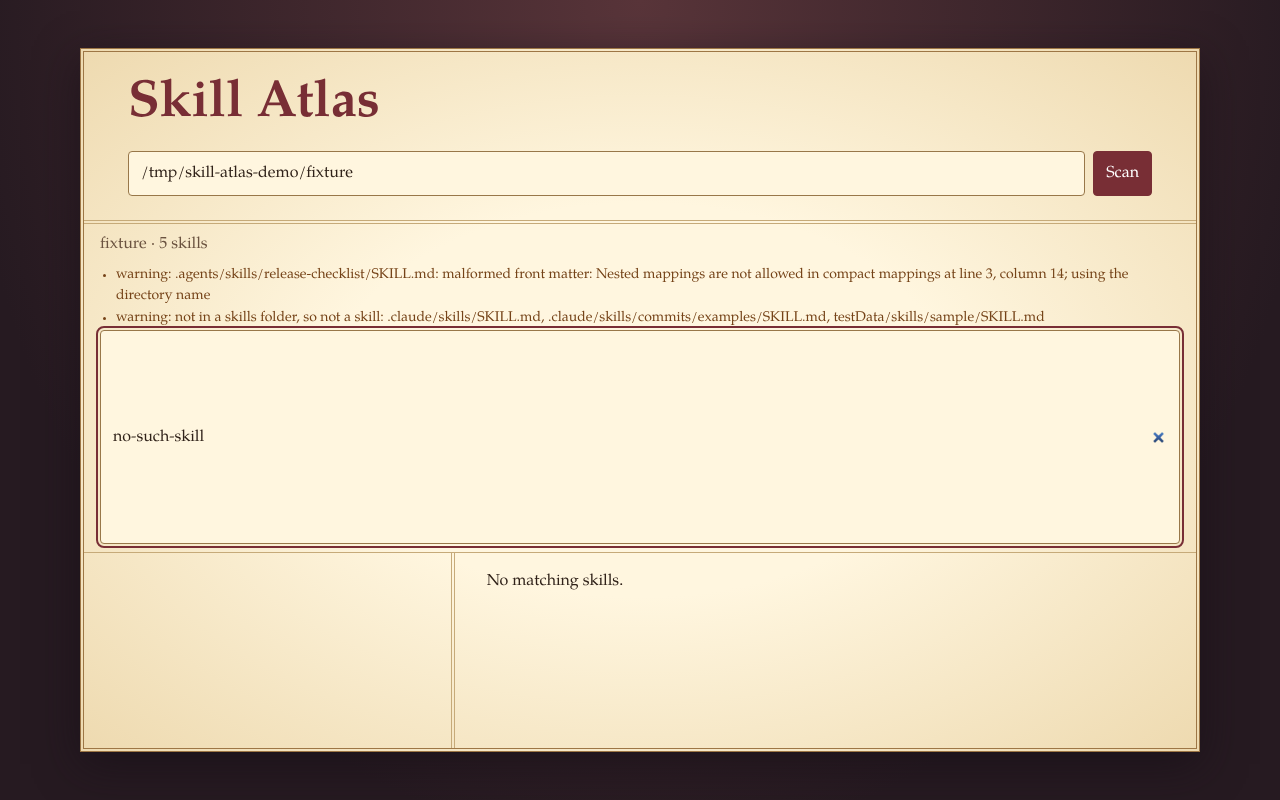 Skill Atlas
/tmp/skill-atlas-demo/fixture
Scan
fixture · 5 skills
• warning: .agents/skills/release-checklist/SKILL.md: malformed front matter: Nested mappings are not allowed in compact mappings at line 3, column 14; using the
directory name
• warning: not in a skills folder, so not a skill: .claude/skills/SKILL.md, .claude/skills/commits/examples/SKILL.md, testData/skills/sample/SKILL.md
no-such-skill
No matching skills.